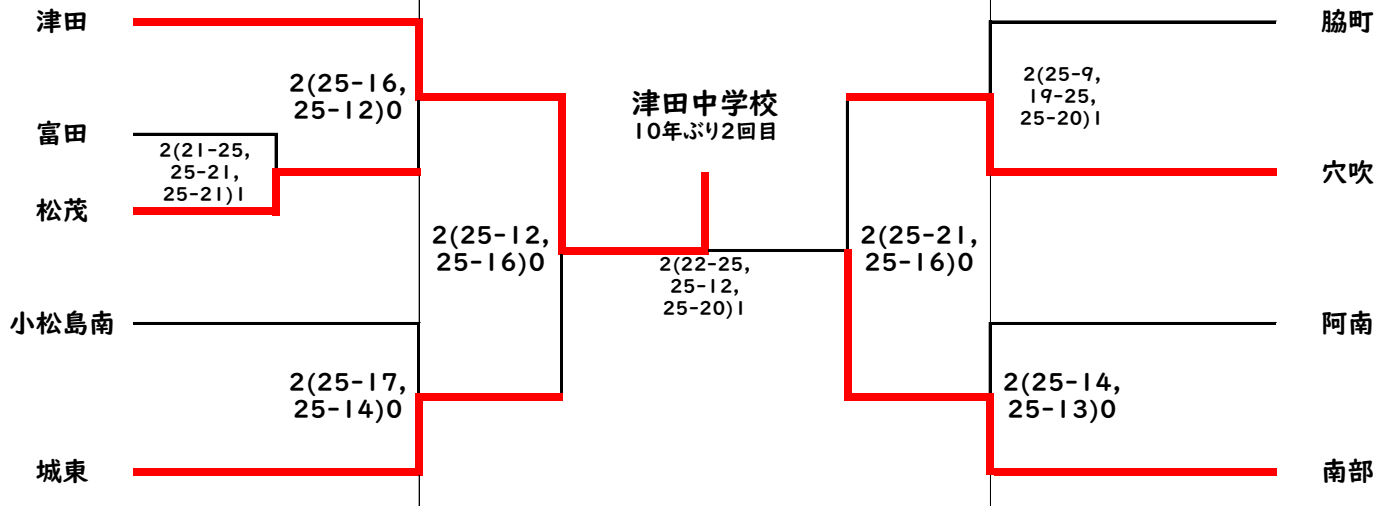 津田
脇町
2(25-16,
25-12)0
2(25-9,
19-25,
25-20)1
津田中学校
10年ぶり2回目
富田
2(21-25,
25-21,
25-21)1
穴吹
松茂
2(25-12,
25-16)0
2(25-21,
25-16)0
2(22-25,
25-12,
25-20)1
小松島南
阿南
2(25-17,
25-14)0
2(25-14,
25-13)0
城東
南部